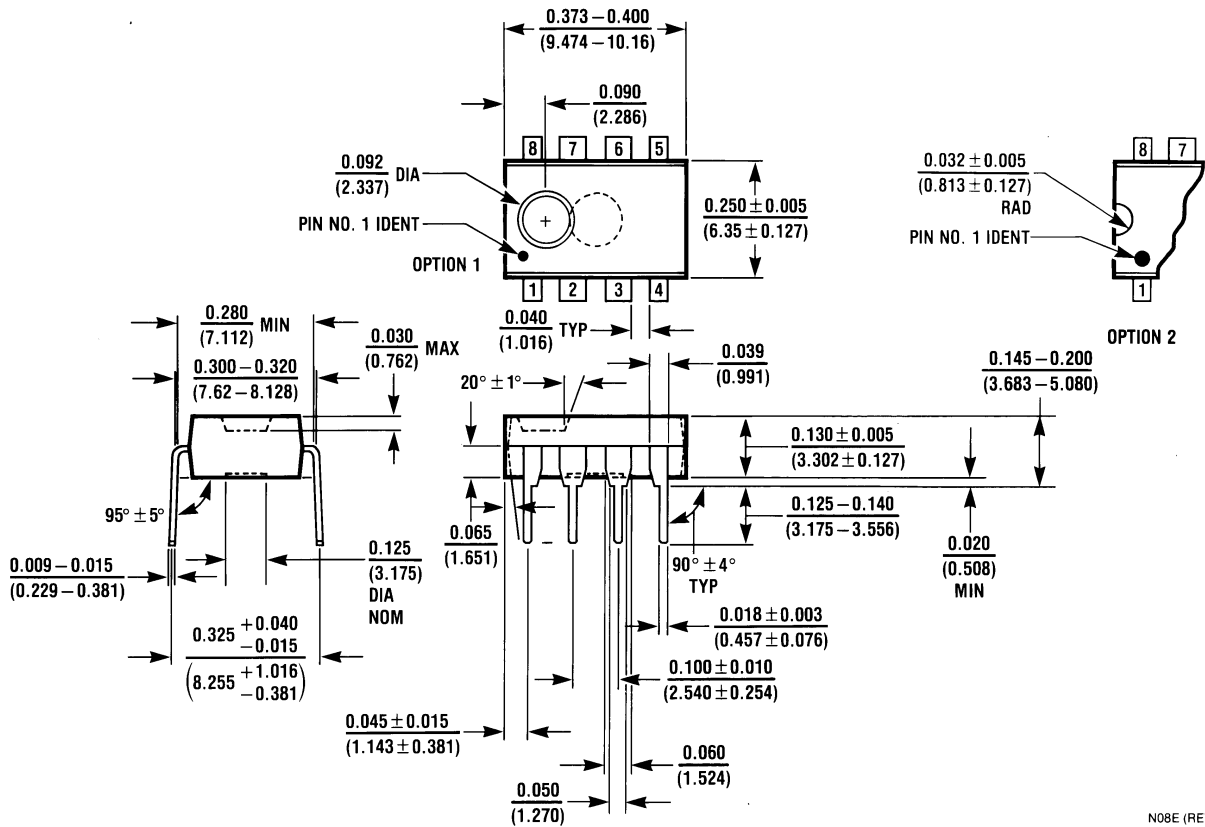 0.373 – 0.400
(9.474 – 10.16)
0.090
(2.286)
8 7 6 5
0.092 DIA
(2.337)
PIN NO. 1 IDENT
OPTION 1
0.250 ± 0.005
(6.35 ± 0.127)
1 2 3 4
8 7
0.032 ± 0.005
(0.813 ± 0.127)
RAD
PIN NO. 1 IDENT
1
OPTION 2
0.280 MIN
(7.112)
0.300 – 0.320
(7.62 – 8.128)
0.030 MAX
(0.762)
0.040 TYP
(1.016)
20° ± 1°
0.039
(0.991)
0.145 – 0.200
(3.683 – 5.080)
0.130 ± 0.005
(3.302 ± 0.127)
0.125 – 0.140
(3.175 – 3.556)
0.020
(0.508)
MIN
95° ± 5°
0.009 – 0.015
(0.229 – 0.381)
0.125
(3.175)
DIA
NOM
0.065
(1.651)
90° ± 4°
TYP
0.018 ± 0.003
(0.457 ± 0.076)
0.325 +0.040
−0.015
(8.255 +1.016
−0.381)
0.100 ± 0.010
(2.540 ± 0.254)
0.045 ± 0.015
(1.143 ± 0.381)
0.060
(1.524)
0.050
(1.270)
N08E (RE